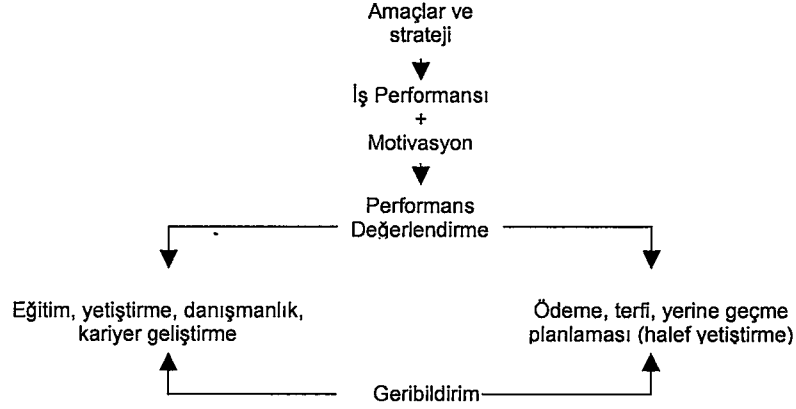 Amaçlar ve
strateji
İş Performansı
+
Motivasyon
Performans
Değerlendirme
Eğitim, yetiştirme, danışmanlık,
kariyer geliştirme
Ödeme, terfi, yerine geçme
planlaması (halef yetiştirme)
Geribildirim